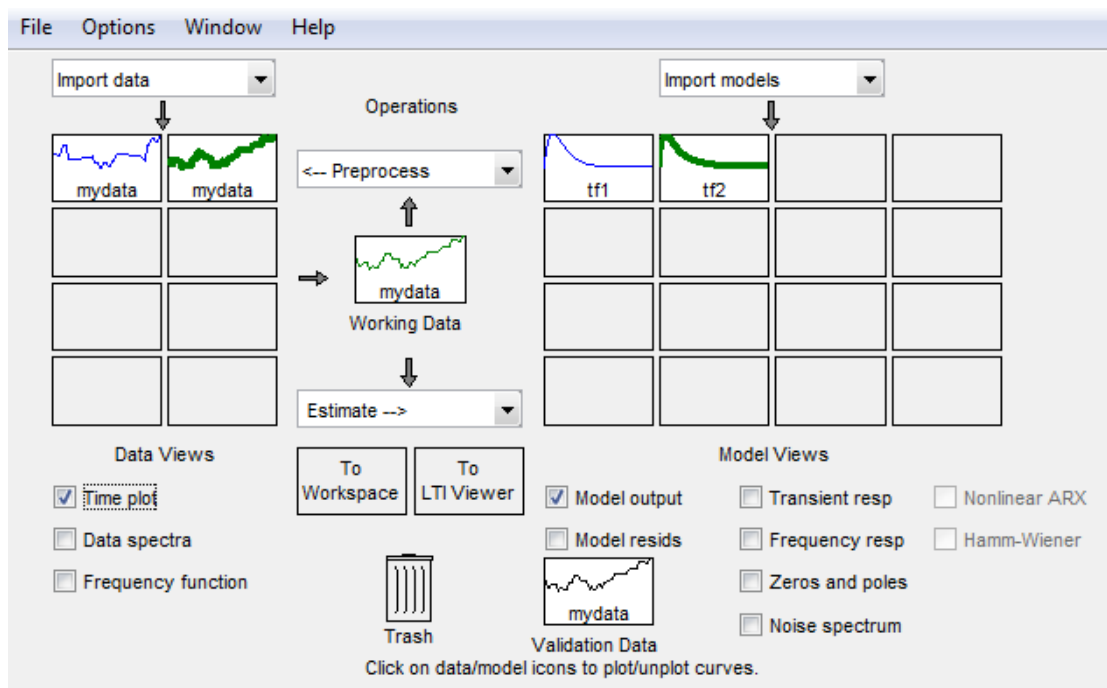 File Options Window Help
Import data
Import models
Operations
mydata mydata
<-- Preprocess
tf1 tf2
mydata
Working Data
Estimate -->
Data Views
Model Views
To Workspace
To LTI Viewer
Time plot
Model output
Transient resp
Nonlinear ARX
Data spectra
Model resids
Frequency resp
Hamm-Wiener
Frequency function
Zeros and poles
mydata
Noise spectrum
Trash
Validation Data
Click on data/model icons to plot/unplot curves.